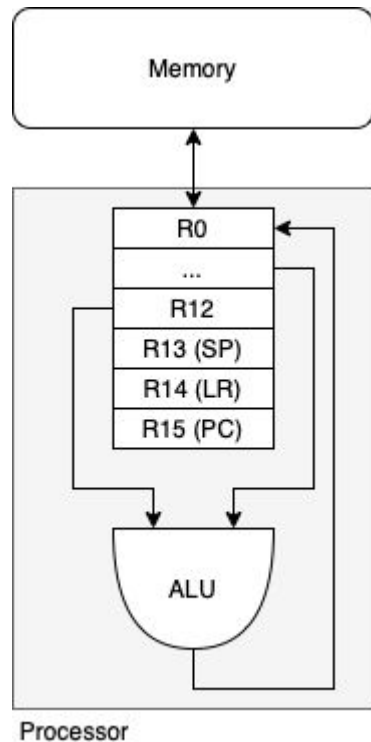 Memory
R0
...
R12
R13 (SP)
R14 (LR)
R15 (PC)
ALU
Processor